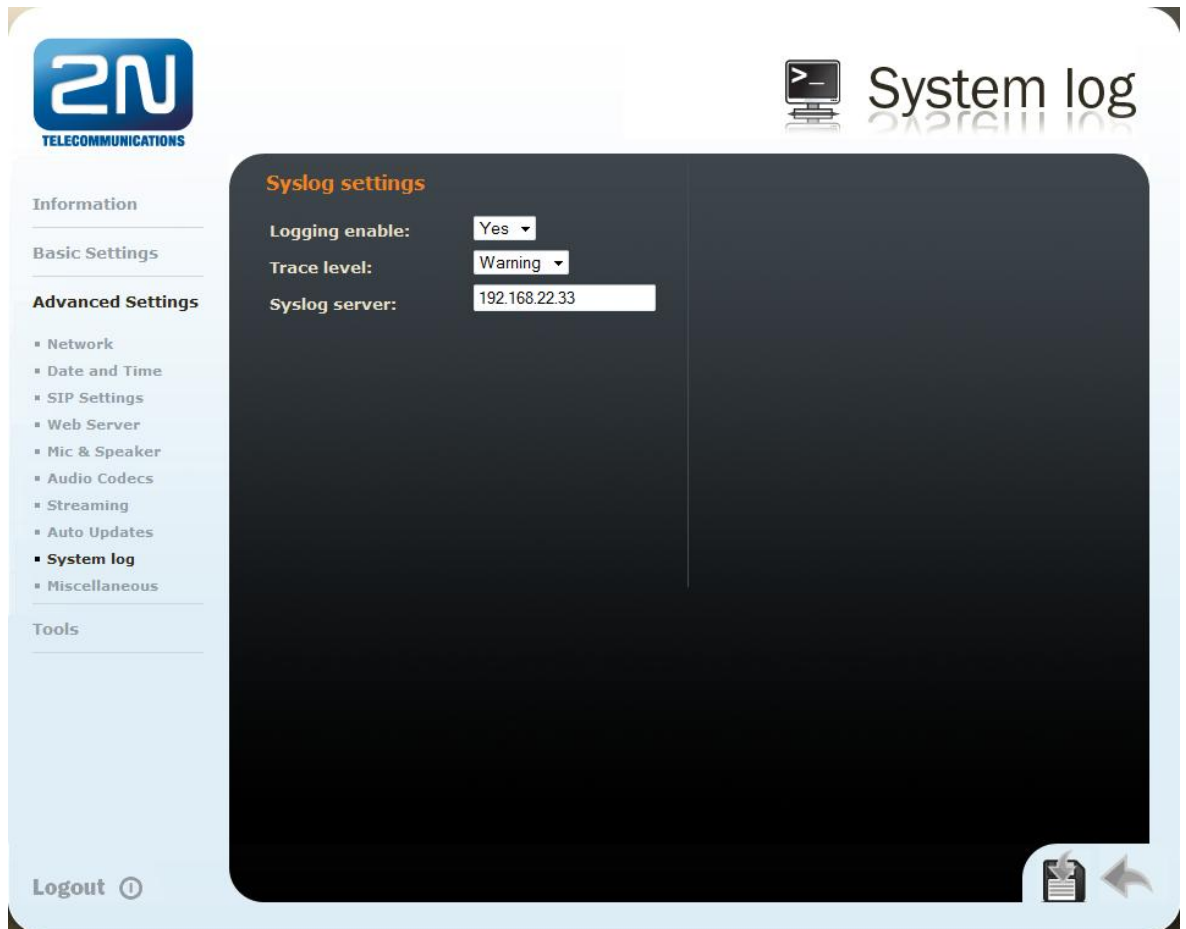 2N
TELECOMMUNICATIONS
>_
System log
Information
Basic Settings
Advanced Settings
Network
Date and Time
SIP Settings
Web Server
Mic & Speaker
Audio Codecs
Streaming
Auto Updates
System log
Miscellaneous
Tools
Logout
Syslog settings
Logging enable: Yes
Trace level: Warning
Syslog server: 192.168.22.33